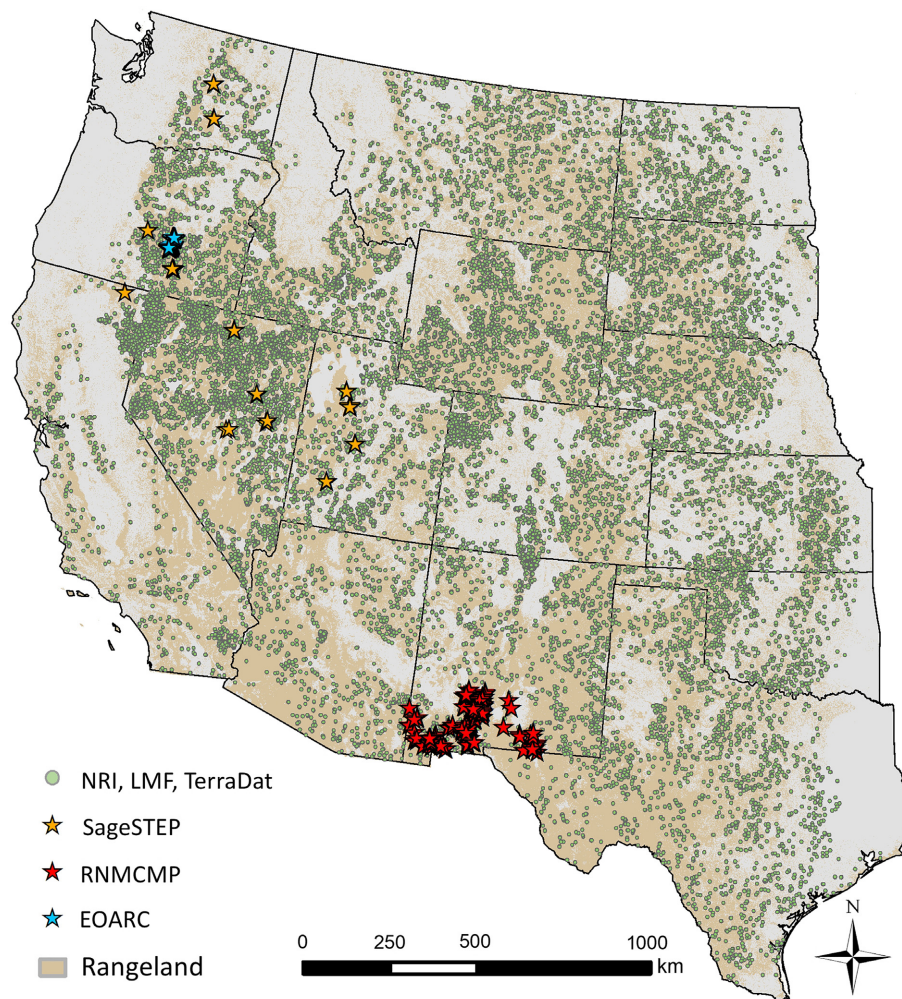 NRI, LMF, TerraDat
SageSTEP
RNMCMP
EOARC
Rangeland
0 250 500 1000
km
N